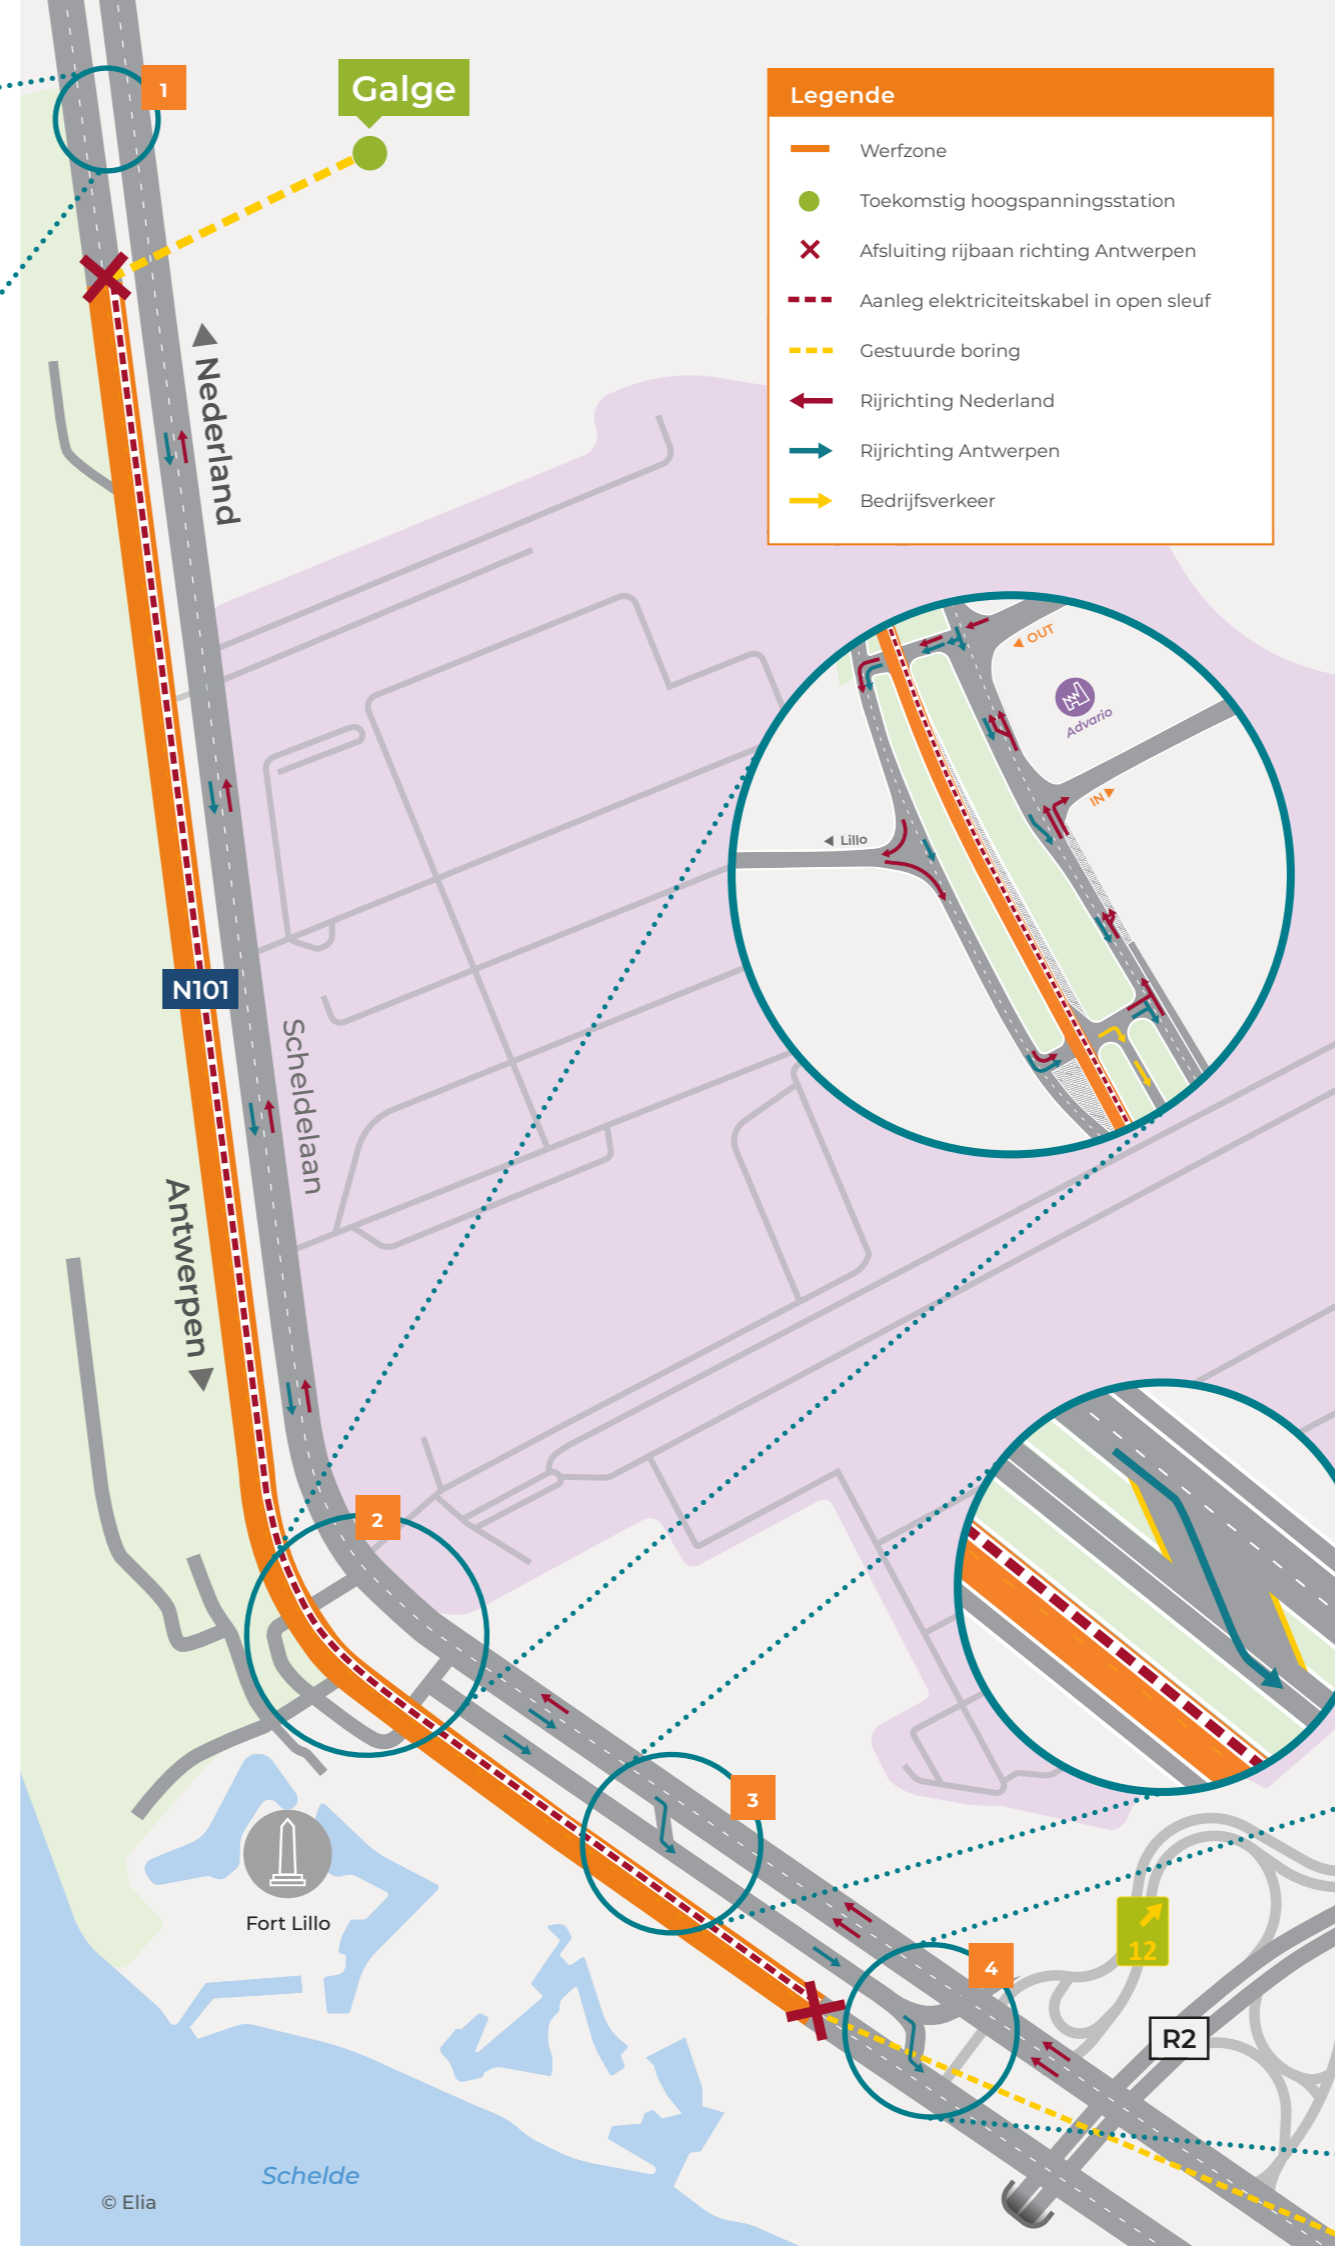 1
Galge
Legende
Werfzone
Toekomstig hoogspanningsstation
Afsluiting rijbaan richting Antwerpen
Aanleg elektriciteitskabel in open sleuf
Gestuurde boring
Rijrichting Nederland
Rijrichting Antwerpen
Bedrijfsverkeer
Nederland
OUT
Advario
IN
Lillo
N101
Scheldelaan
Antwerpen
2
3
Fort Lillo
12
4
R2
Schelde
© Elia